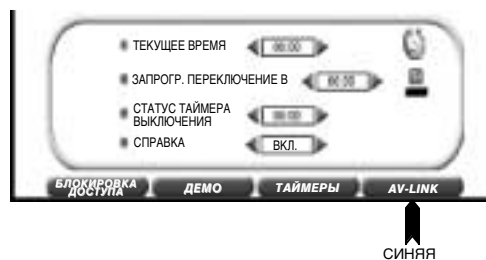 ТЕКУЩЕЕ ВРЕМЯ 00:00
ЗАПРОГР. ПЕРЕКЛЮЧЕНИЕ В 00:00
СТАТУС ТАЙМЕРА 00:00
ВЫКЛЮЧЕНИЯ
СПРАВКА ВКЛ.
БЛОКИРОВКА
ДОСТУПА ДЕМО ТАЙМЕРЫ AV-LINK
СИНЯЯ